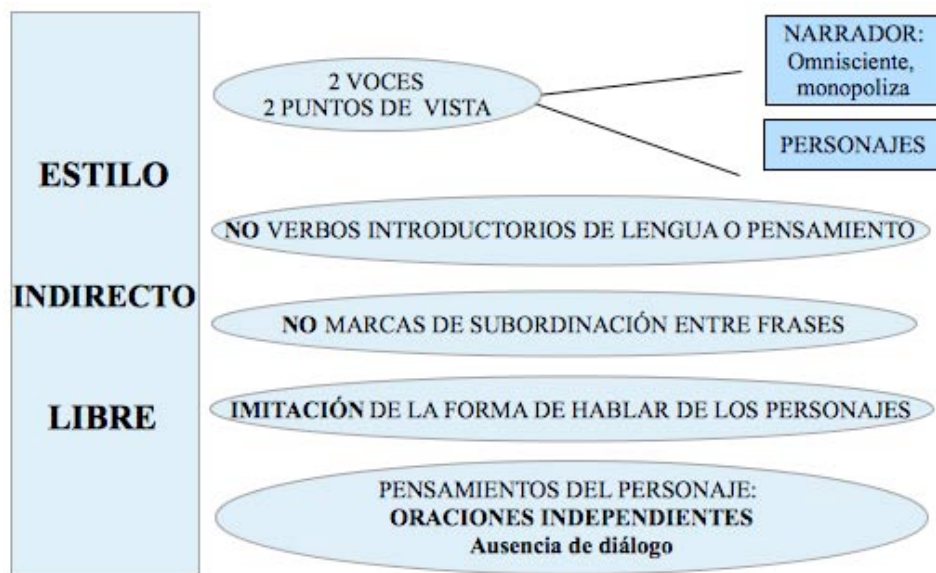 ESTILO
INDIRECTO
LIBRE
2 VOCES
2 PUNTOS DE VISTA
NARRADOR:
Omnisciente,
monopoliza
PERSONAJES
NO VERBOS INTRODUCTORIOS DE LENGUA O PENSAMIENTO
NO MARCAS DE SUBORDINACIÓN ENTRE FRASES
IMITACIÓN DE LA FORMA DE HABLAR DE LOS PERSONAJES
PENSAMIENTOS DEL PERSONAJE:
ORACIONES INDEPENDIENTES
Ausencia de diálogo